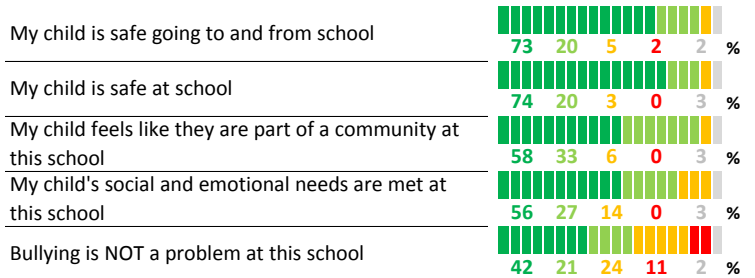 My child is safe going to and from school
73 20 5 2 2 %
My child is safe at school
74 20 3 0 3 %
My child feels like they are part of a community at
this school
58 33 6 0 3 %
My child's social and emotional needs are met at
this school
56 27 14 0 3 %
Bullying is NOT a problem at this school
42 21 24 11 2 %